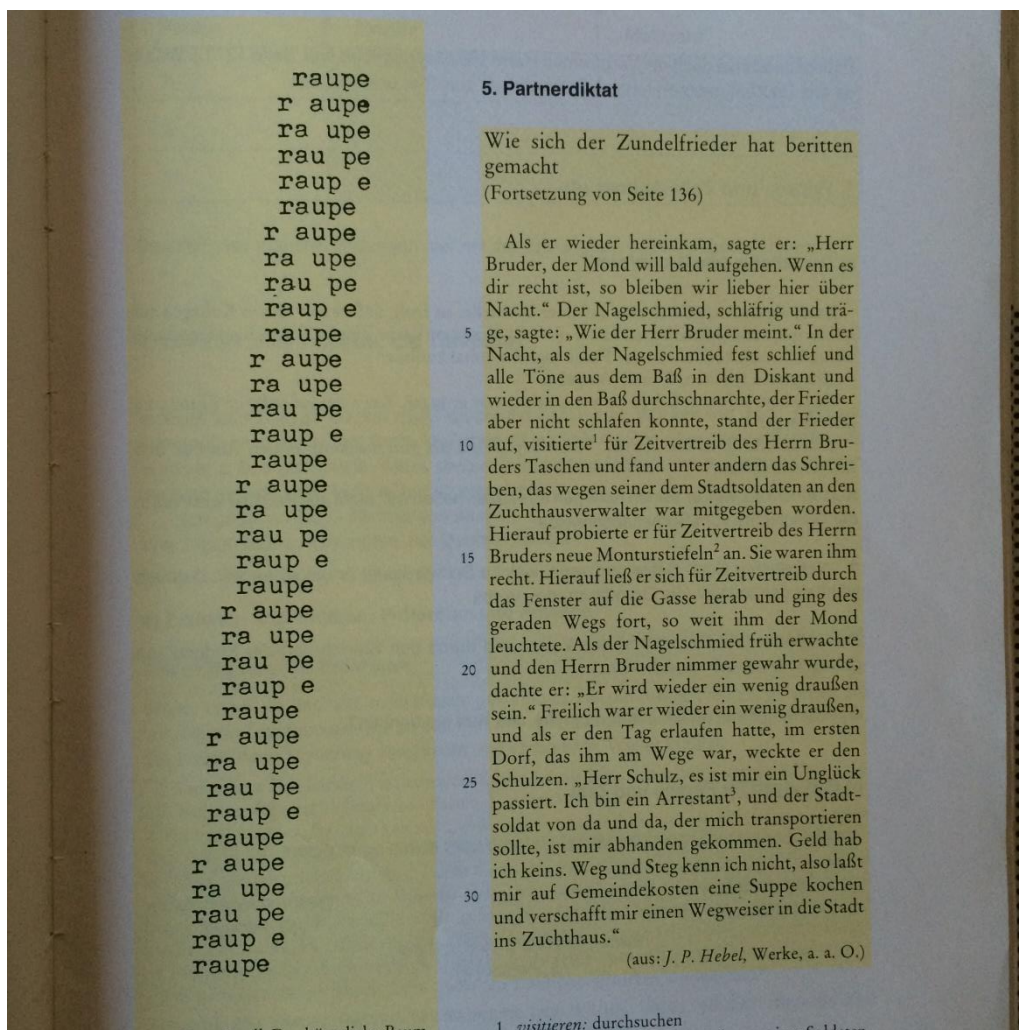 raupe
r aupe
ra upe
rau pe
raup e
raupe
r aupe
ra upe
rau pe
raup e
raupe
r aupe
ra upe
rau pe
raup e
raupe
r aupe
ra upe
rau pe
raup e
raupe
r aupe
ra upe
rau pe
raup e
raupe
r aupe
ra upe
rau pe
raup e
raupe
r aupe
ra upe
rau pe
raup e
raupe
5. Partnerdiktat
Wie sich der Zundelfrieder hat beritten
gemacht
(Fortsetzung von Seite 136)
Als er wieder hereinkam, sagte er: „Herr
Bruder, der Mond will bald aufgehen. Wenn es
dir recht ist, so bleiben wir lieber hier über
Nacht.“ Der Nagelschmied, schläfrig und trä-
5 ge, sagte: „Wie der Herr Bruder meint.“ In der
Nacht, als der Nagelschmied fest schlief und
alle Töne aus dem Baß in den Diskant und
wieder in den Baß durchschnarchte, der Frieder
aber nicht schlafen konnte, stand der Frieder
10 auf, visitierte¹ für Zeitvertreib des Herrn Bru-
ders Taschen und fand unter andern das Schrei-
ben, das wegen seiner dem Stadtsoldaten an den
Zuchthausverwalter war mitgegeben worden.
Hierauf probierte er für Zeitvertreib des Herrn
15 Bruders neue Monturstiefeln² an. Sie waren ihm
recht. Hierauf ließ er sich für Zeitvertreib durch
das Fenster auf die Gasse herab und ging des
geraden Wegs fort, so weit ihm der Mond
leuchtete. Als der Nagelschmied früh erwachte
20 und den Herrn Bruder nimmer gewahr wurde,
dachte er: „Er wird wieder ein wenig draußen
sein.“ Freilich war er wieder ein wenig draußen,
und als er den Tag erlaufen hatte, im ersten
Dorf, das ihm am Wege war, weckte er den
25 Schulzen. „Herr Schulz, es ist mir ein Unglück
passiert. Ich bin ein Arrestant³, und der Stadt-
soldat von da und da, der mich transportieren
sollte, ist mir abhanden gekommen. Geld hab
ich keins. Weg und Steg kenn ich nicht, also laßt
30 mir auf Gemeindekosten eine Suppe kochen
und verschafft mir einen Wegweiser in die Stadt
ins Zuchthaus.“
(aus: J. P. Hebel, Werke, a. a. O.)
1 visitieren: durchsuchen